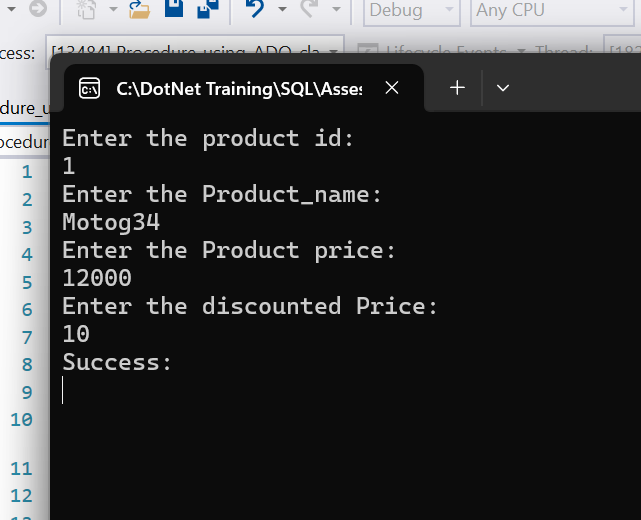 Debug
Any CPU
cess: [13484] Procedure_using_ADO_cla
Lifecycle Events Thread:
C:\DotNet Training\SQL\Asses
dure_u
ocedur
Enter the product id:
1
Enter the Product_name:
Motog34
Enter the Product price:
12000
Enter the discounted Price:
10
Success:
1
2
3
4
5
6
7
8
9
10
11
12